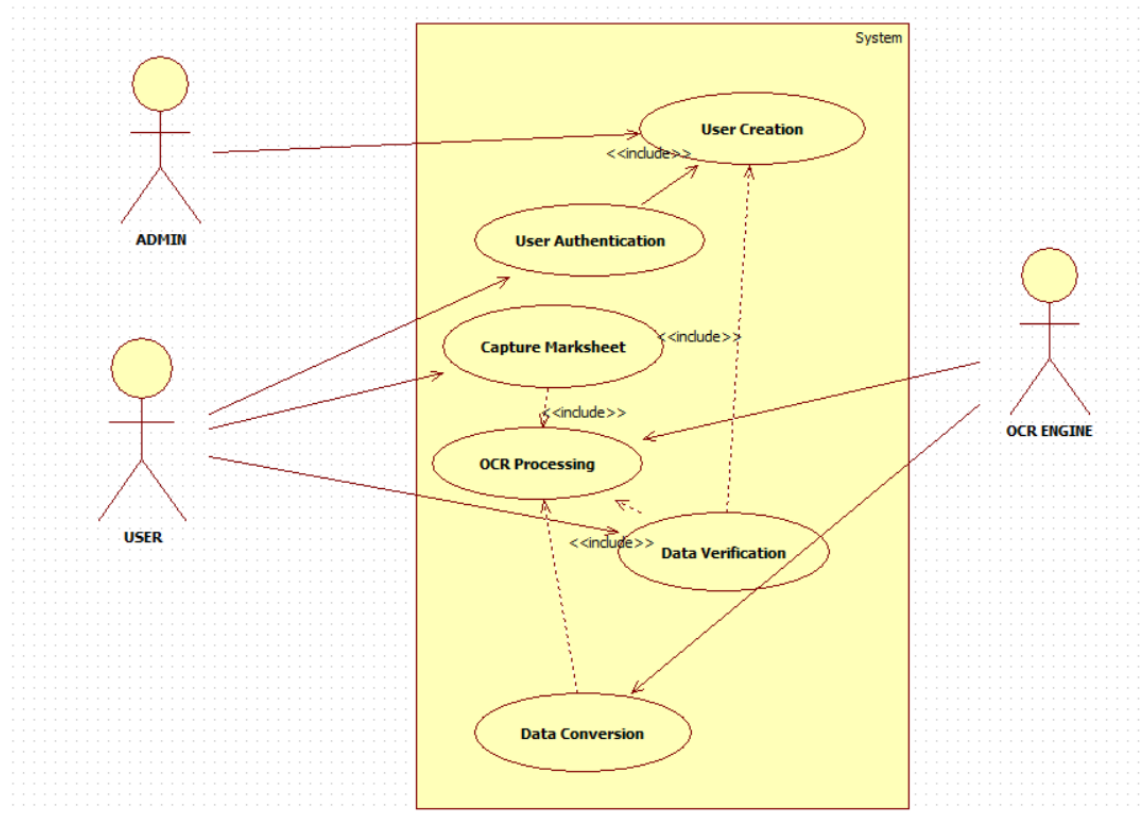 System
User Creation
<<include>>
ADMIN
User Authentication
<<include>>
Capture Marksheet
<<include>>
OCR ENGINE
OCR Processing
USER
<<include>>
Data Verification
Data Conversion